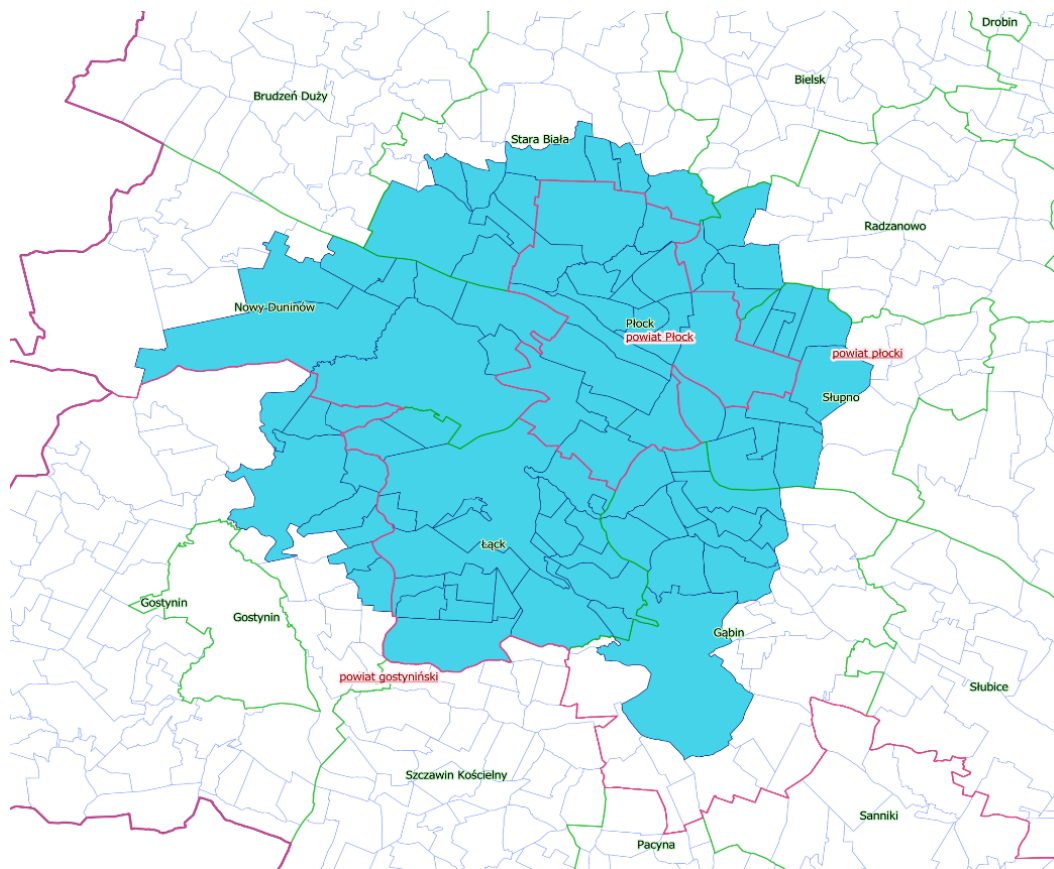 Drobin
Bielsk
Brudzeń Duży
Stara Biała
Radzanowo
Nowy Duninów
Płock
powiat Płock
powiat płocki
Słupno
Łąck
Gostynin
Gostynin
Gąbin
powiat gostyniński
Słubice
Szczawin Kościelny
Sanniki
Pacyna